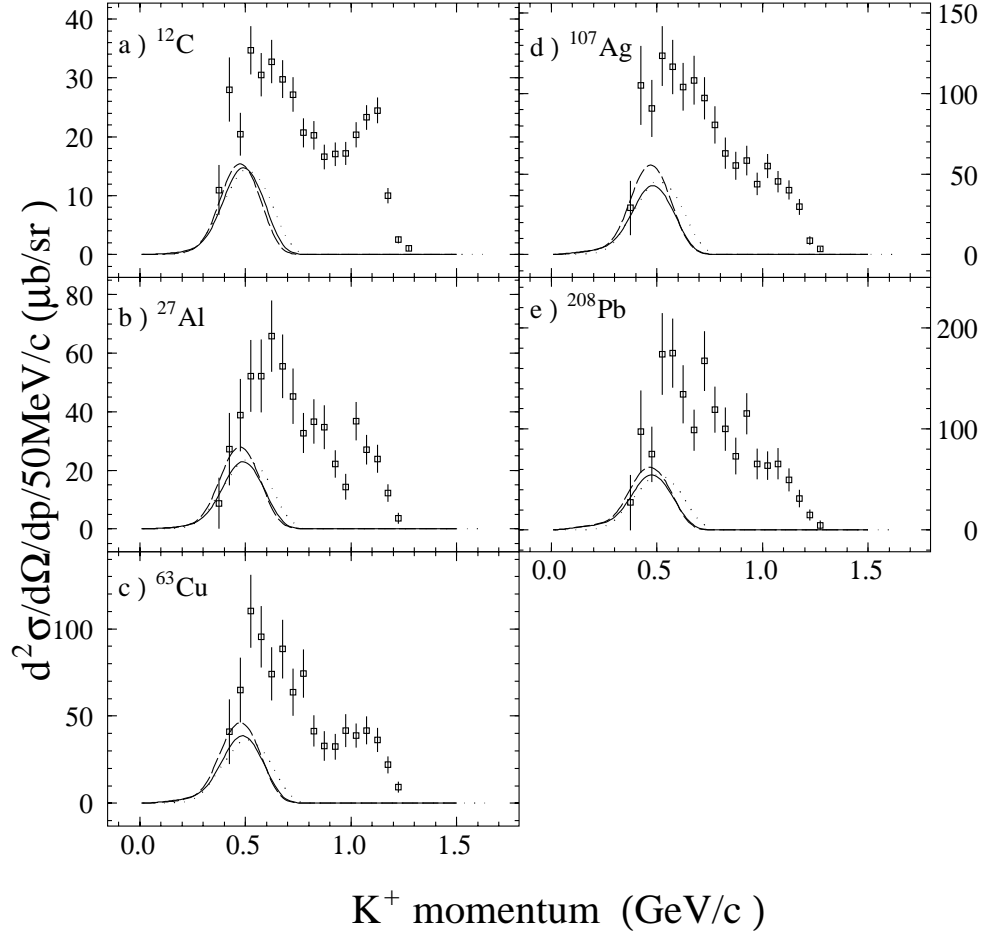 d²σ/dΩ/dp/50MeV/c (μb/sr)
a ) ¹²C
40
30
20
10
0
b ) ²⁷Al
80
60
40
20
0
c ) ⁶³Cu
100
50
0
0.0 0.5 1.0 1.5
d ) ¹⁰⁷Ag
150
100
50
0
e ) ²⁰⁸Pb
200
100
0
0.0 0.5 1.0 1.5
K⁺ momentum (GeV/c )